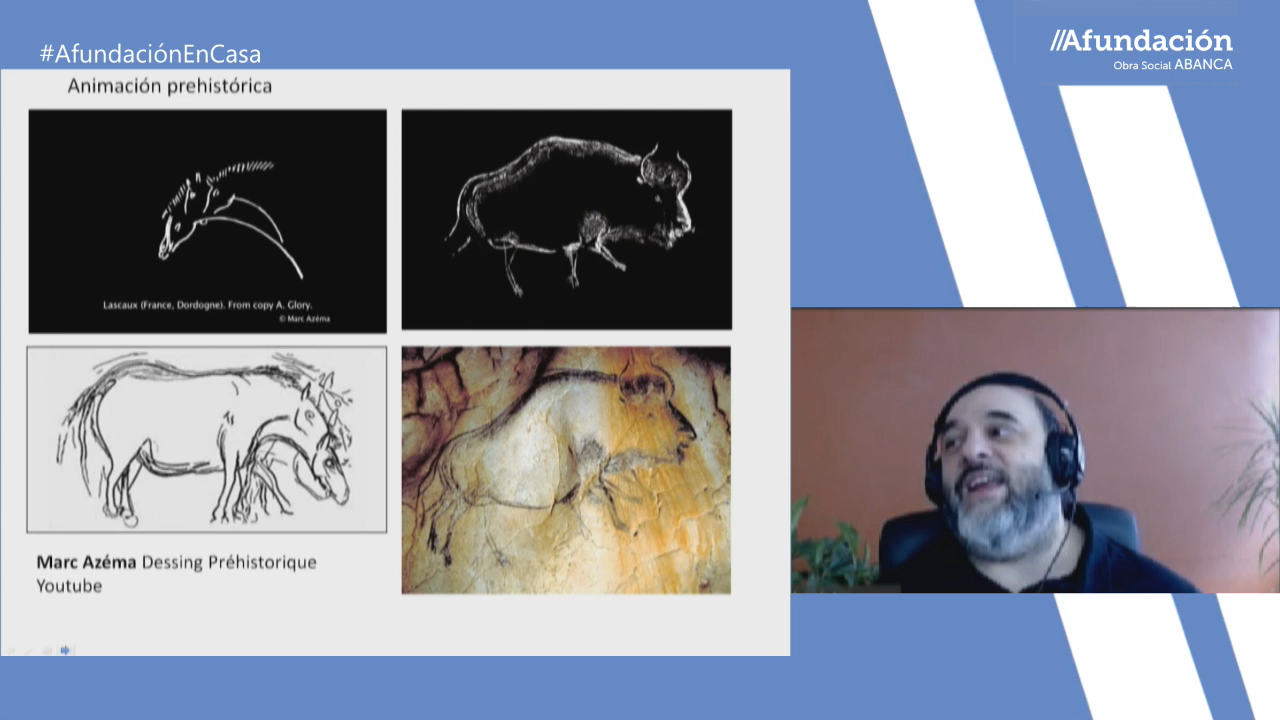 #AfundaciónEnCasa
//Afundación
Obra Social ABANCA
Animación prehistórica
Lascaux (France, Dordogne). From copy A. Glory.
© Marc Azéma
Marc Azéma Dessing Préhistorique
Youtube